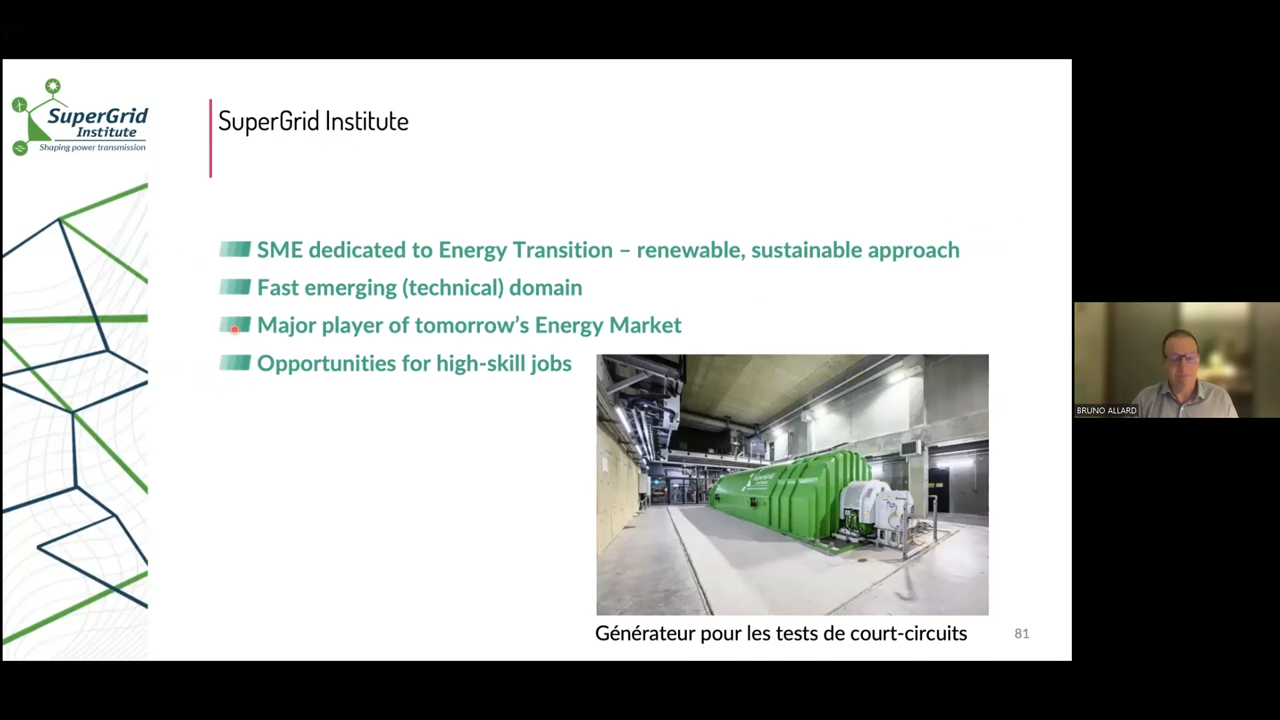 SuperGrid
Institute
Shaping power transmission
SuperGrid Institute
SME dedicated to Energy Transition – renewable, sustainable approach
Fast emerging (technical) domain
Major player of tomorrow's Energy Market
Opportunities for high-skill jobs
BRUNO ALLARD
Générateur pour les tests de court-circuits
81